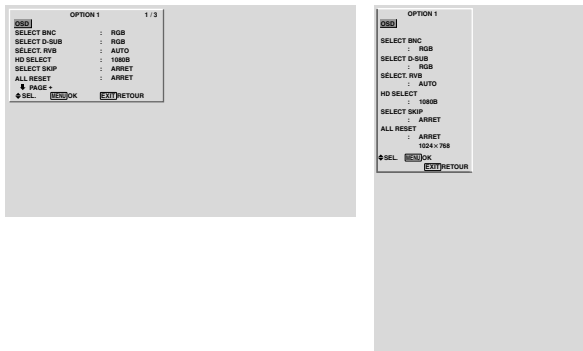 OPTION 1 1 / 3
OSD
SELECT BNC : RGB
SELECT D-SUB : RGB
SÉLECT. RVB : AUTO
HD SELECT : 1080B
SELECT SKIP : ARRET
ALL RESET : ARRET
PAGE +
SEL. MENU OK EXIT RETOUR
OPTION 1
OSD
SELECT BNC
: RGB
SELECT D-SUB
: RGB
SÉLECT. RVB
: AUTO
HD SELECT
: 1080B
SELECT SKIP
: ARRET
ALL RESET
: ARRET
1024×768
SEL. MENU OK
EXIT RETOUR